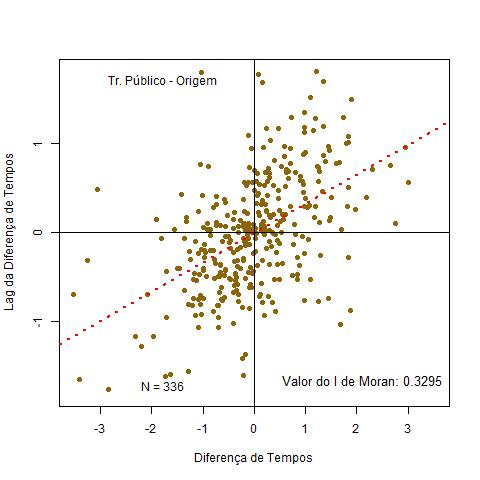 Tr. Público - Origem
1
0
-1
Lag da Diferença de Tempos
N = 336
Valor do I de Moran: 0.3295
-3 -2 -1 0 1 2 3
Diferença de Tempos